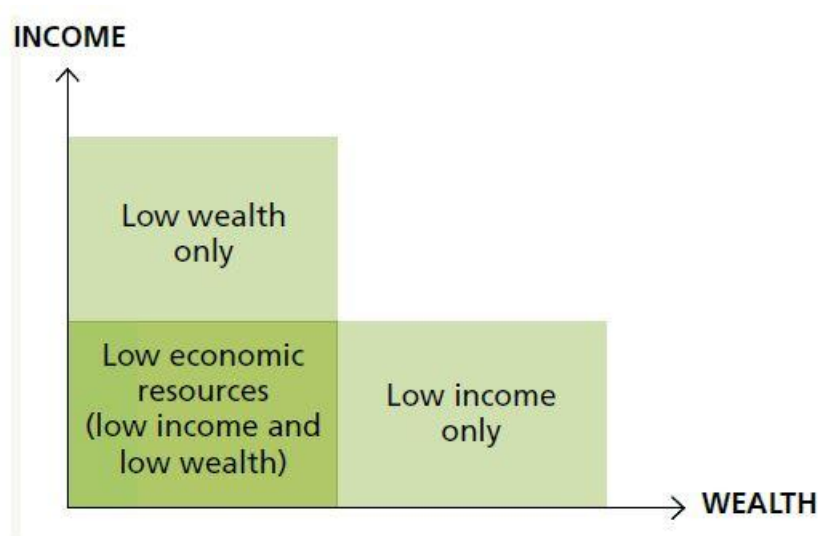 INCOME
Low wealth
only
Low economic
resources
(low income and
low wealth)
Low income
only
WEALTH